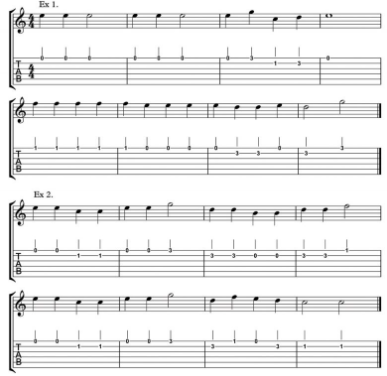 Ex 1.
4 4
0 0 0 0 0 0 0 3 1 3 0
T A B 4 4
1 1 1 1 1 0 0 0 0 3 3 0 3 3
T A B
Ex 2.
0 0 1 1 0 0 3 3 3 0 0 3 3 1
T A B
0 0 1 1 0 0 3 3 1 0 3 1 1
T A B